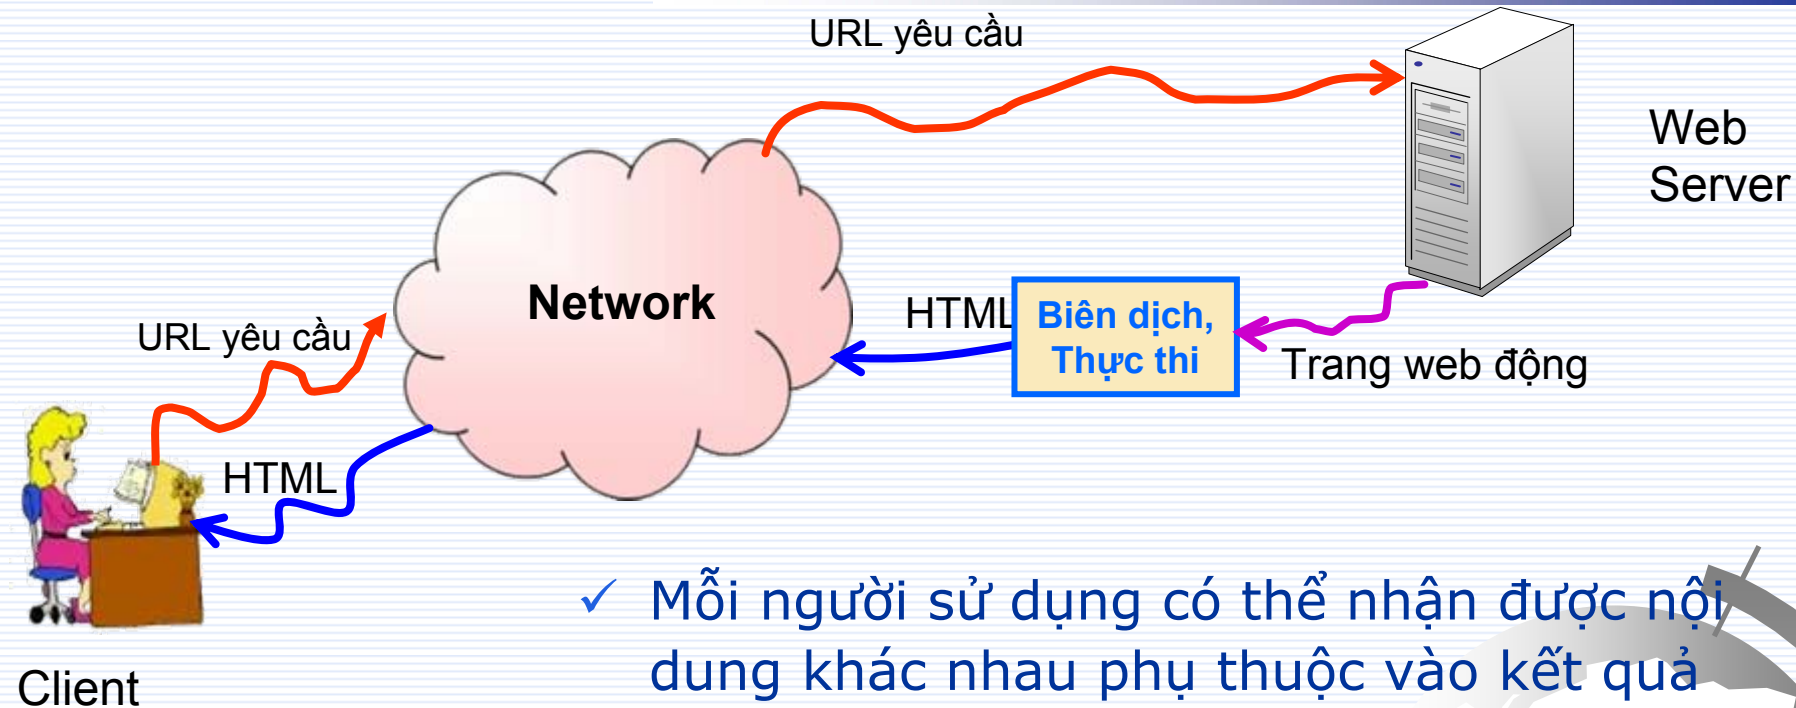 URL yêu cầu
Web
Server
Network
HTML
Biên dịch,
Thực thi
URL yêu cầu
Trang web động
HTML
Mỗi người sử dụng có thể nhận được nội
dung khác nhau phụ thuộc vào kết quả
Client